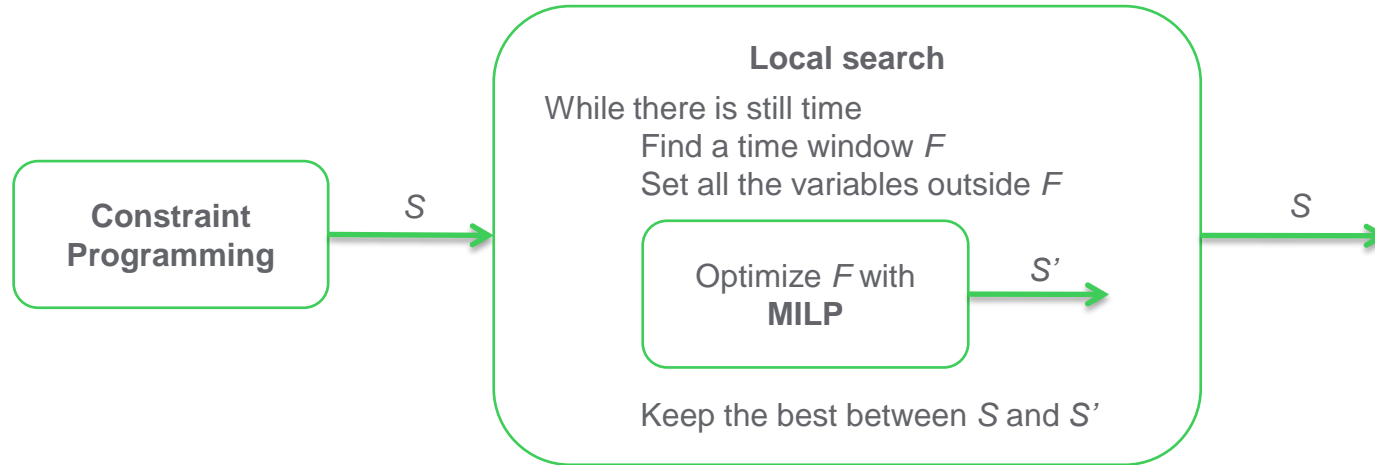 Local search
While there is still time
Find a time window F
Set all the variables outside F
Constraint
Programming
S
S
Optimize F with
MILP
S’
Keep the best between S and S’